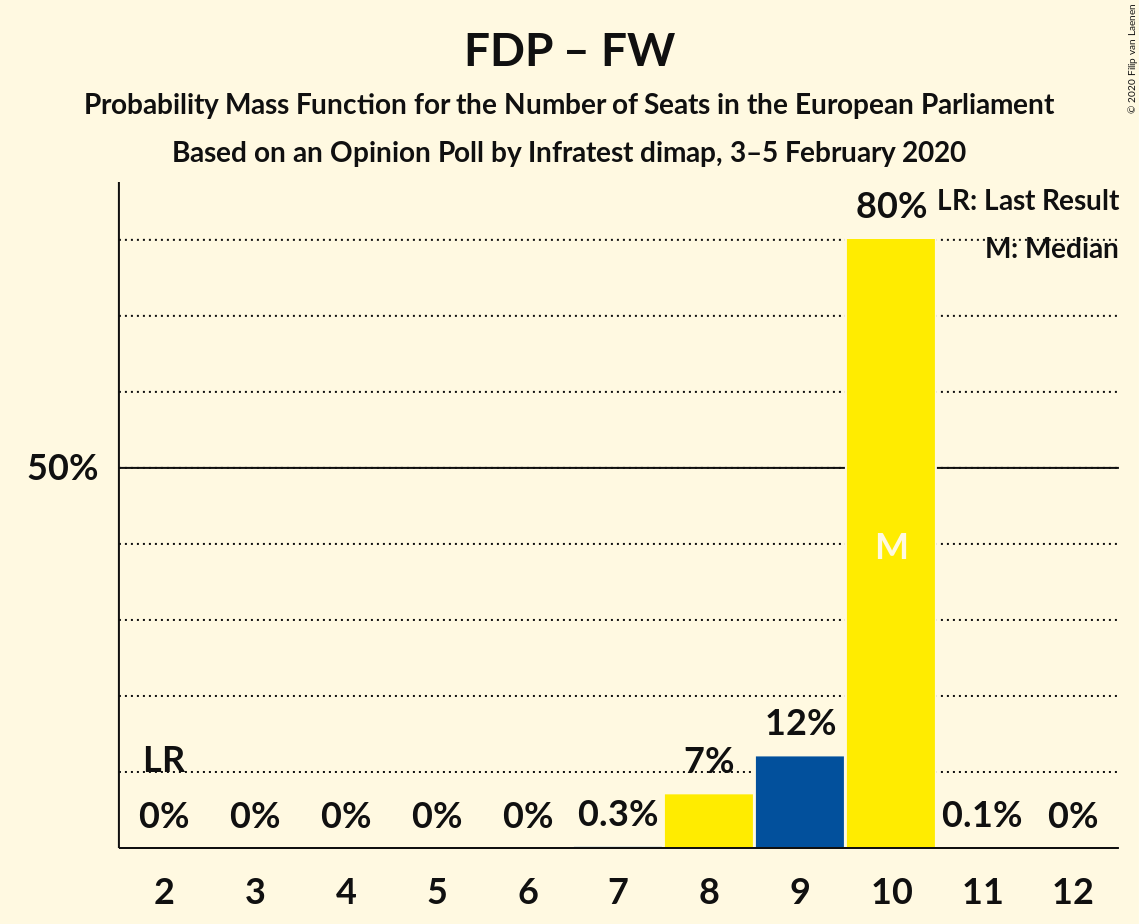 FDP – FW
Probability Mass Function for the Number of Seats in the European Parliament
Based on an Opinion Poll by Infratest dimap, 3–5 February 2020
© 2020 Filip van Laenen
LR: Last Result
M: Median
80%
50%
M
12%
LR
7%
0% 0% 0% 0% 0% 0.3% 0.1% 0%
2 3 4 5 6 7 8 9 10 11 12